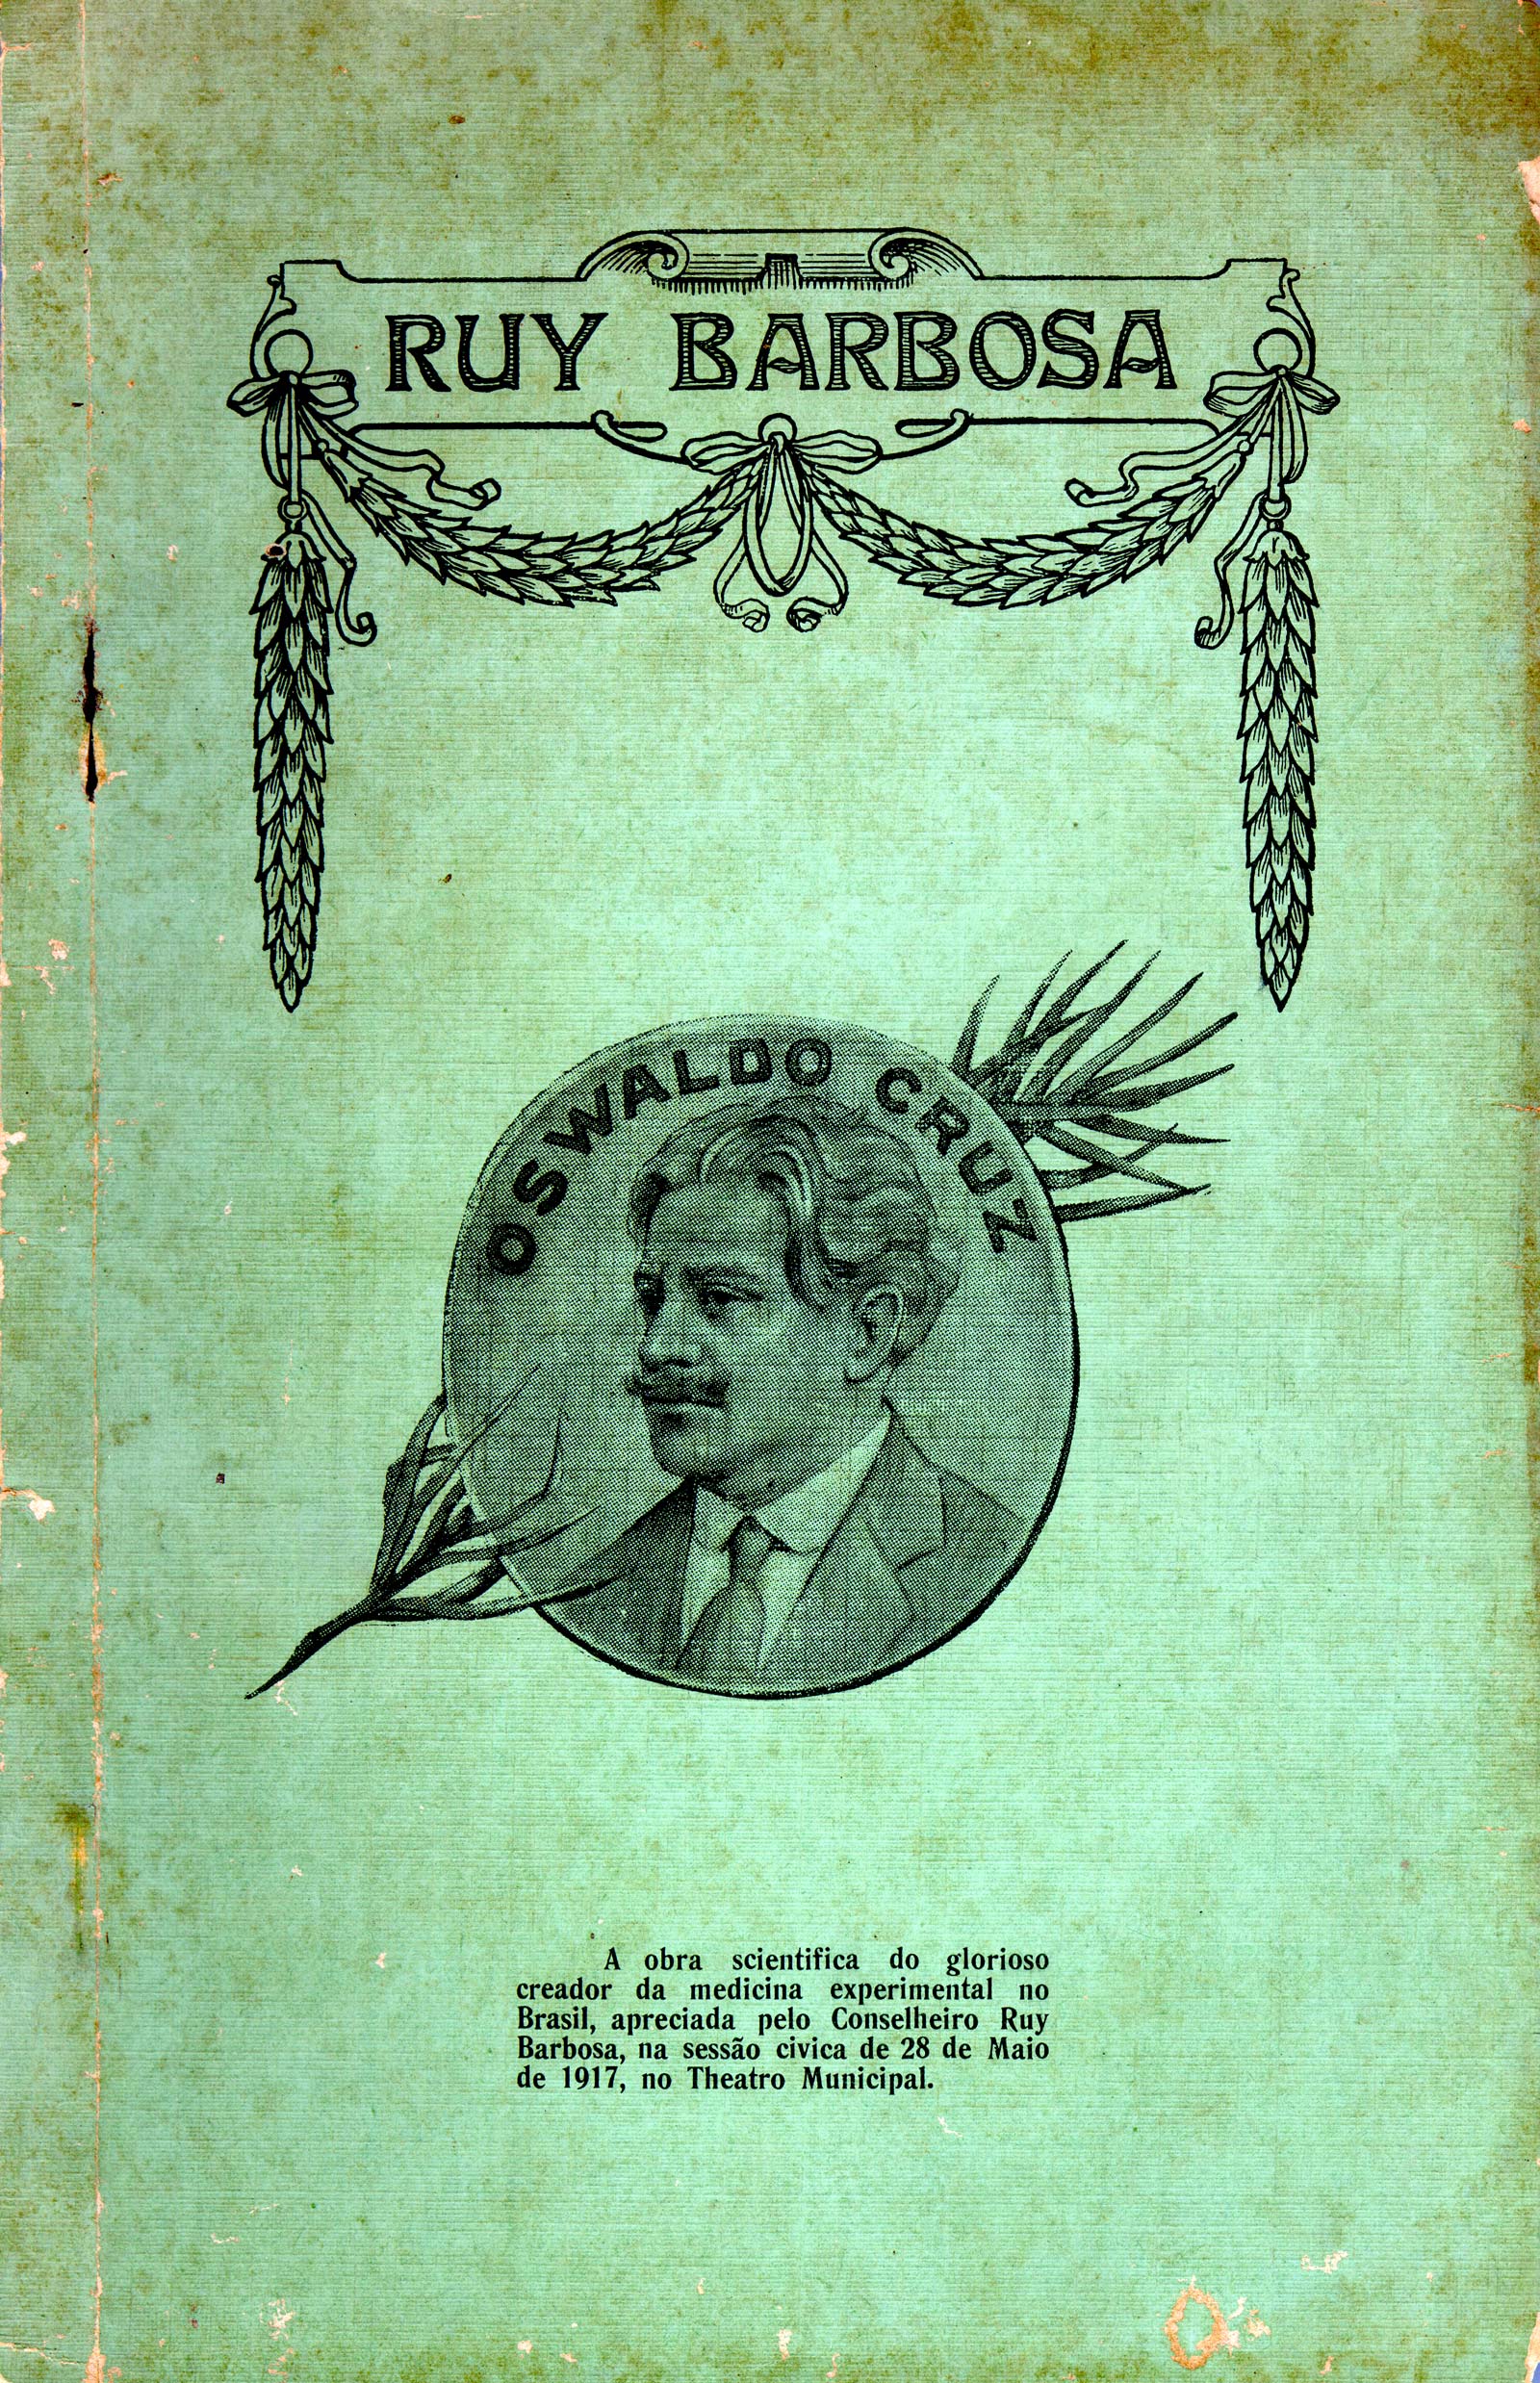 RUY BARBOSA
OSWALDO CRUZ
A obra scientifica do glorioso
creador da medicina experimental no
Brasil, apreciada pelo Conselheiro Ruy
Barbosa, na sessão civica de 28 de Maio
de 1917, no Theatro Municipal.